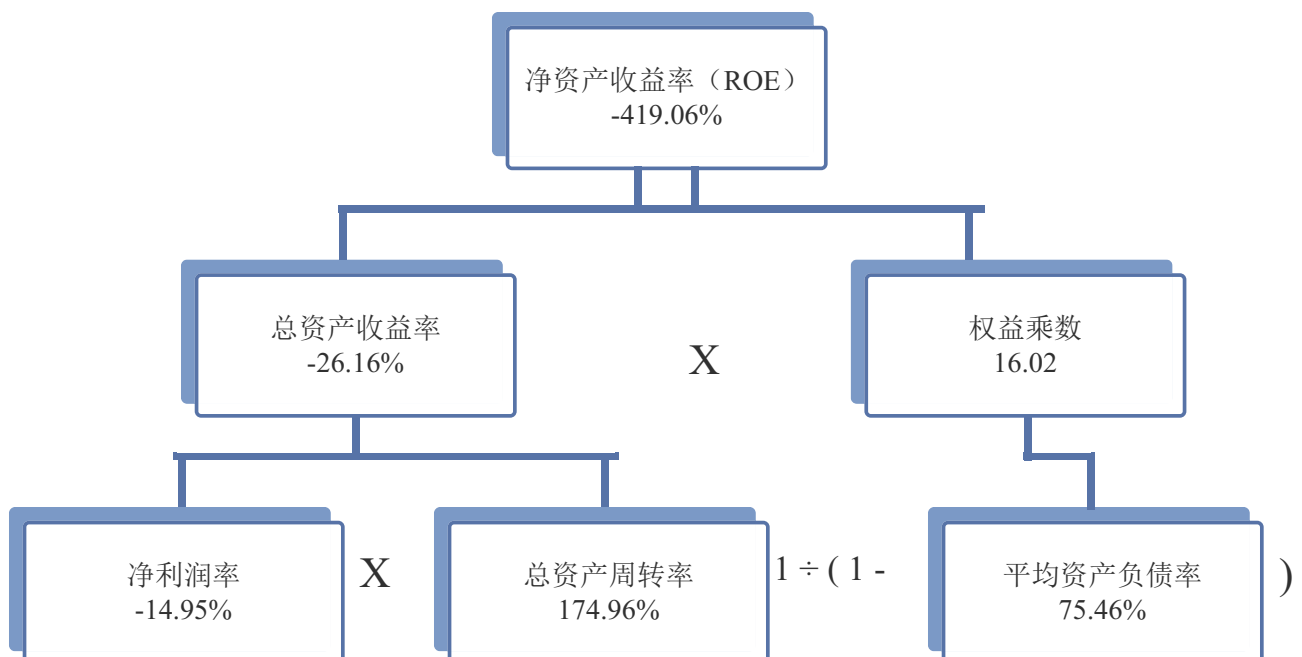 净资产收益率（ROE）
-419.06%
总资产收益率
-26.16%
X
权益乘数
16.02
净利润率
-14.95%
X
总资产周转率
174.96%
1 ÷ ( 1 -
平均资产负债率
75.46%
)